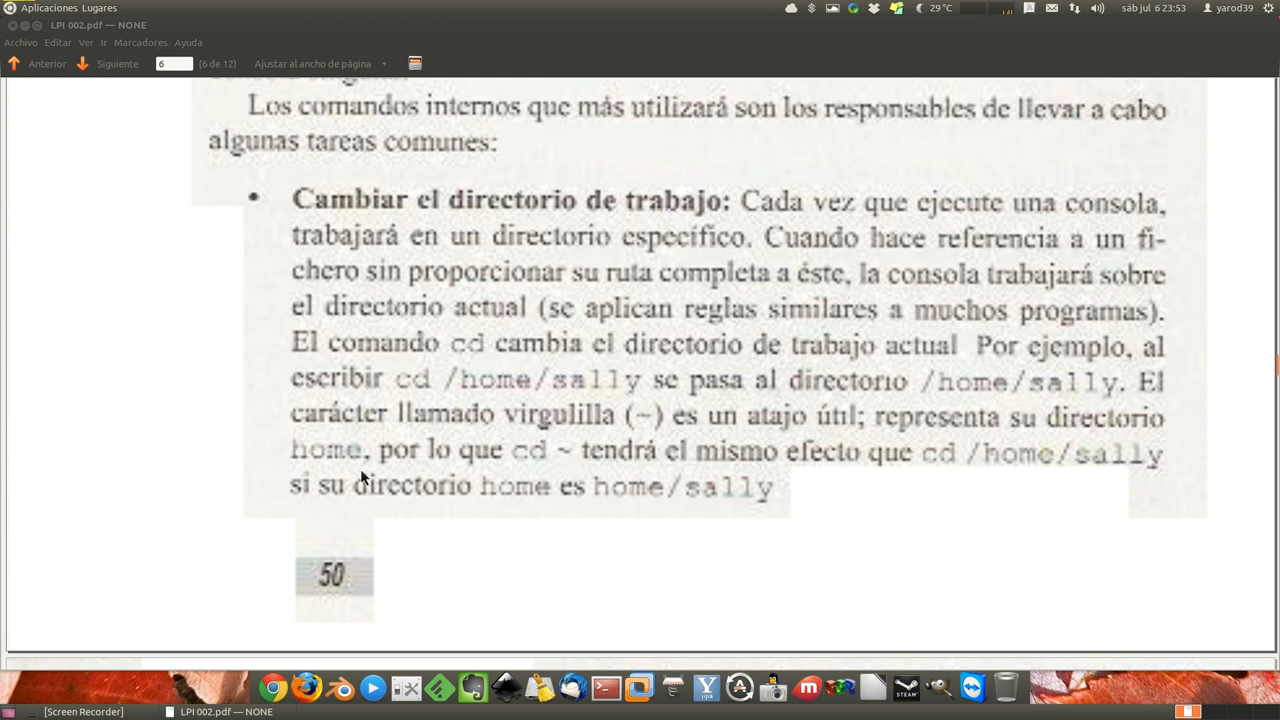 Aplicaciones Lugares
29 °C
sáb jul 6 23:53
yarod39
LPI 002.pdf — NONE
Archivo Editar Ver Ir Marcadores Ayuda
Anterior Siguiente 6 (6 de 12) Ajustar al ancho de página
Los comandos internos que más utilizará son los responsables de llevar a cabo
algunas tareas comunes:
• Cambiar el directorio de trabajo: Cada vez que ejecute una consola,
trabajará en un directorio específico. Cuando hace referencia a un fi-
chero sin proporcionar su ruta completa a éste, la consola trabajará sobre
el directorio actual (se aplican reglas similares a muchos programas).
El comando cd cambia el directorio de trabajo actual Por ejemplo, al
escribir cd /home/sally se pasa al directorio /home/sally. El
carácter llamado virgulilla (~) es un atajo útil; representa su directorio
home, por lo que cd ~ tendrá el mismo efecto que cd /home/sally
si su directorio home es home/sally
50
STEAM
[Screen Recorder]
LPI 002.pdf — NONE